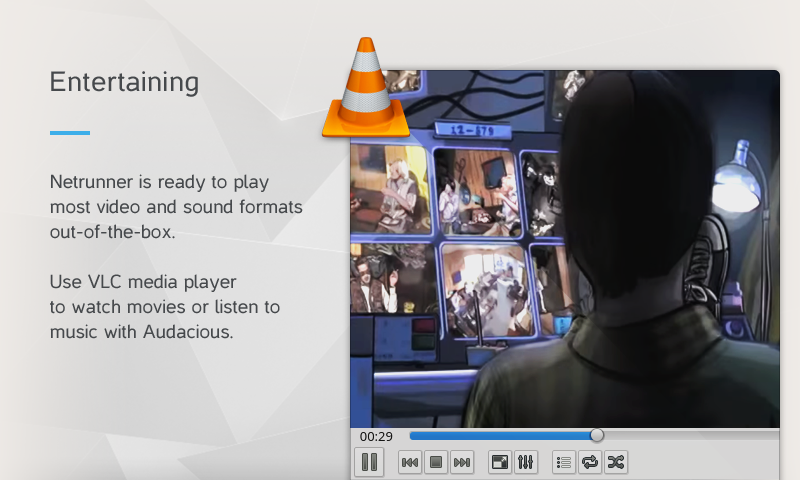 Entertaining
Netrunner is ready to play
most video and sound formats
out-of-the-box.
Use VLC media player
to watch movies or listen to
music with Audacious.
12-579
00:29